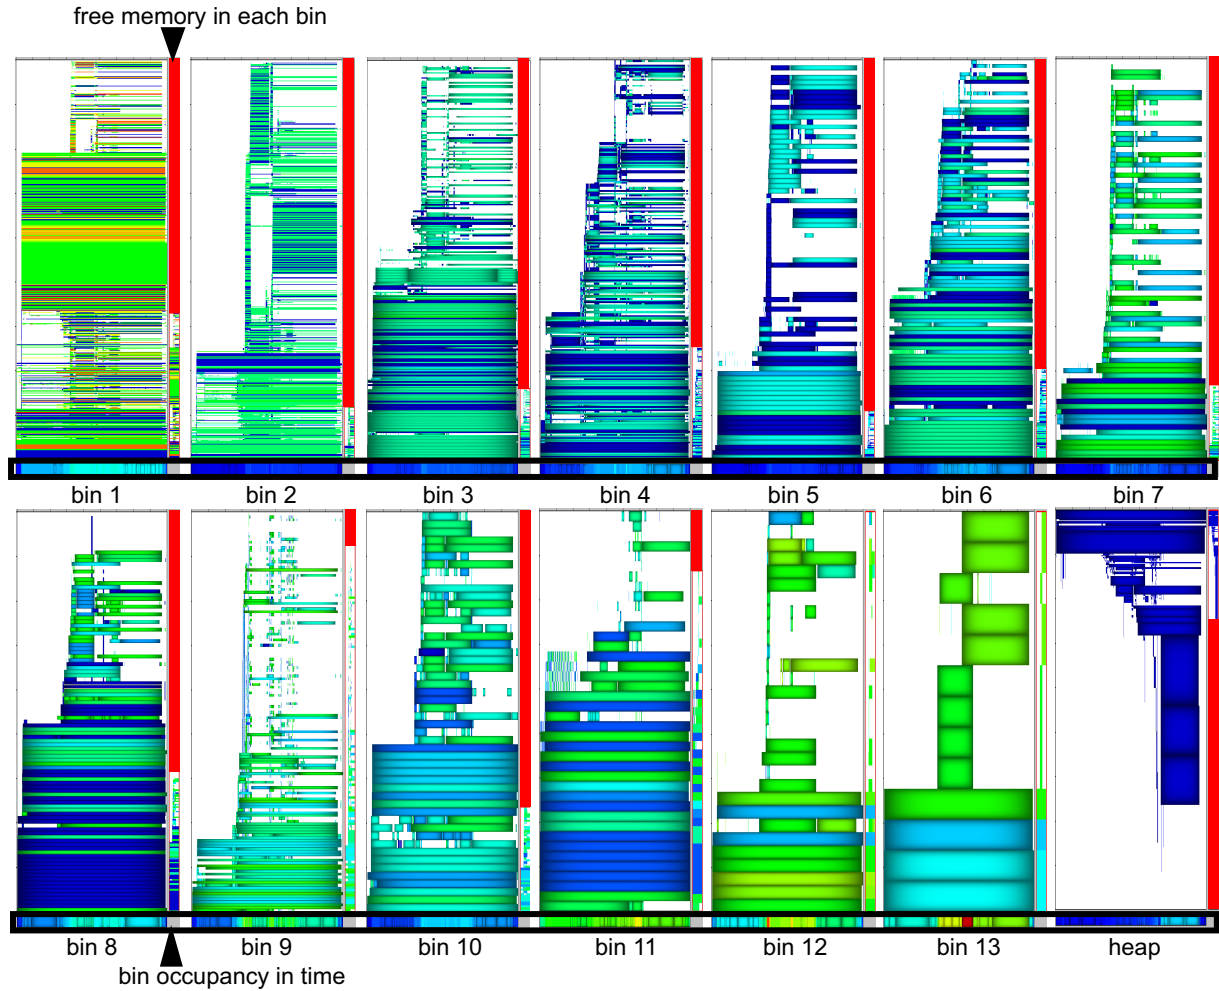 free memory in each bin
bin 1
bin 2
bin 3
bin 4
bin 5
bin 6
bin 7
bin 8
bin 9
bin 10
bin 11
bin 12
bin 13
heap
bin occupancy in time